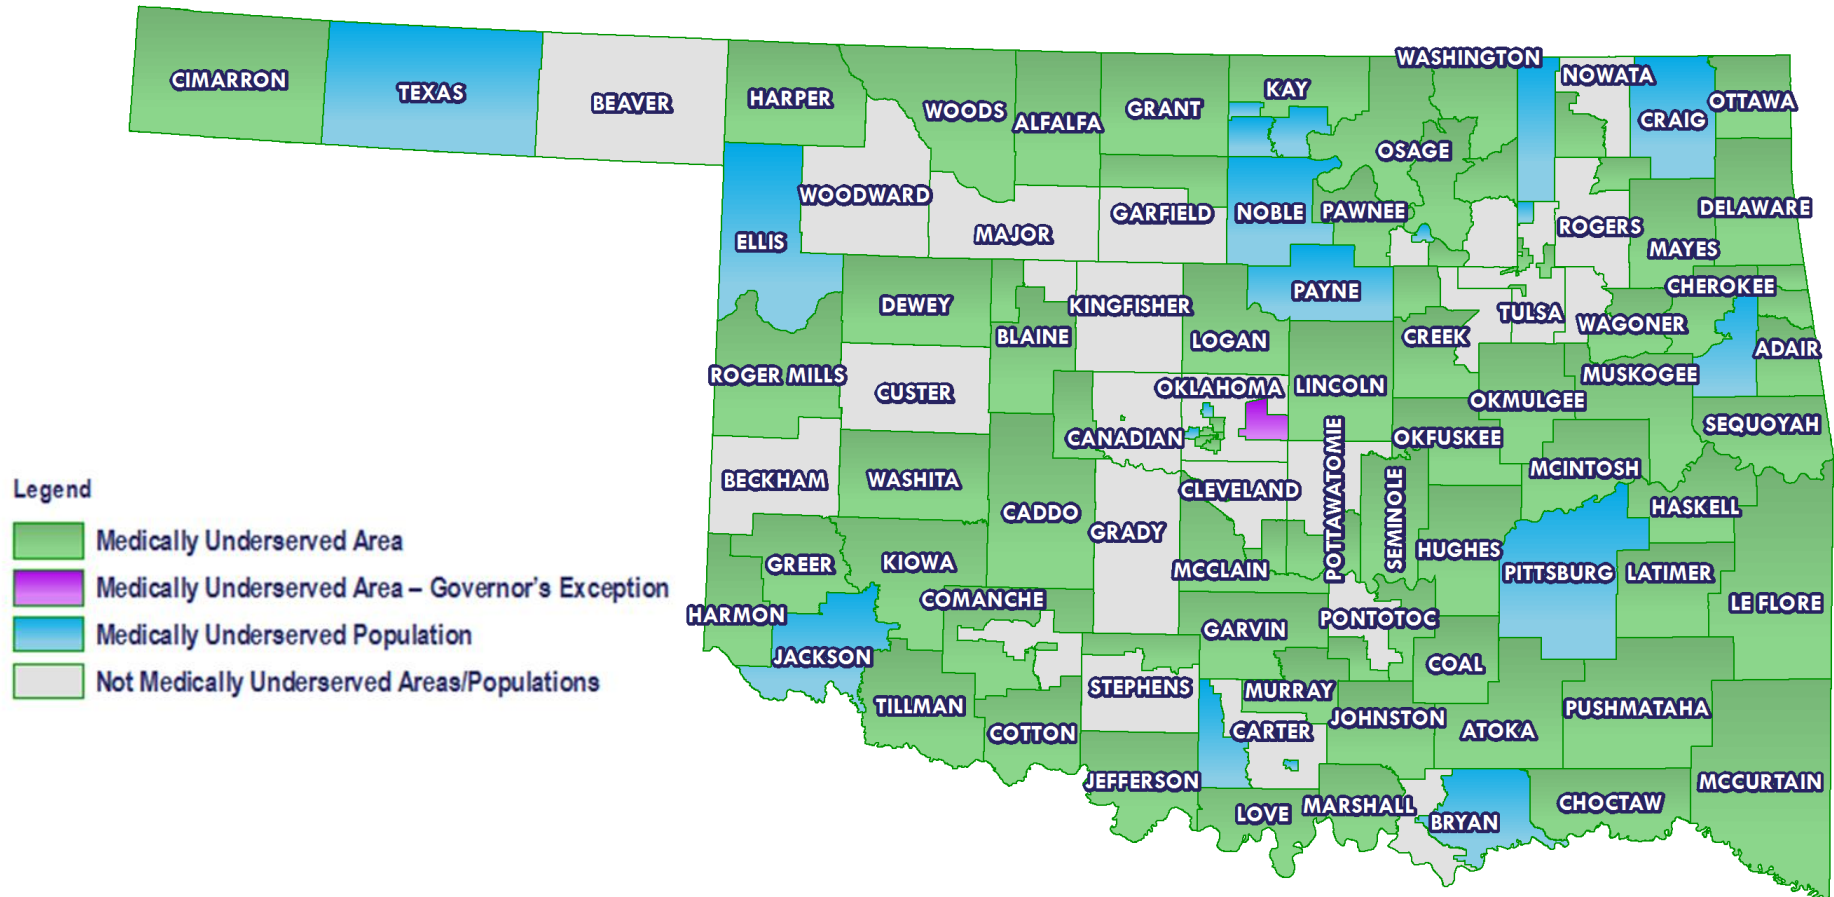 WASHINGTON
CIMARRON
TEXAS
BEAVER
HARPER
WOODS
ALFALFA
GRANT
KAY
OSAGE
NOWATA
CRAIG
OTTAWA
WOODWARD
MAJOR
GARFIELD
NOBLE
PAWNEE
ROGERS
MAYES
DELAWARE
ELLIS
DEWEY
BLAINE
KINGFISHER
LOGAN
PAYNE
CREEK
TULSA
WAGONER
CHEROKEE
ADAIR
ROGER MILLS
CUSTER
CANADIAN
OKLAHOMA
LINCOLN
OKMULGEE
MUSKOGEE
OKFUSKEE
SEQUOYAH
BECKHAM
WASHITA
CADDO
GRADY
CLEVELAND
POTTAWATOMIE
SEMINOLE
MCINTOSH
HASKELL
GREER
KIOWA
MCCLAIN
HUGHES
PITTSBURG
LATIMER
LE FLORE
HARMON
COMANCHE
GARVIN
PONTOTOC
JACKSON
TILLMAN
COTTON
STEPHENS
MURRAY
COAL
CARTER
JOHNSTON
ATOKA
PUSHMATAHA
JEFFERSON
LOVE
MARSHALL
BRYAN
CHOCTAW
MCCURTAIN
Legend
Medically Underserved Area
Medically Underserved Area – Governor's Exception
Medically Underserved Population
Not Medically Underserved Areas/Populations